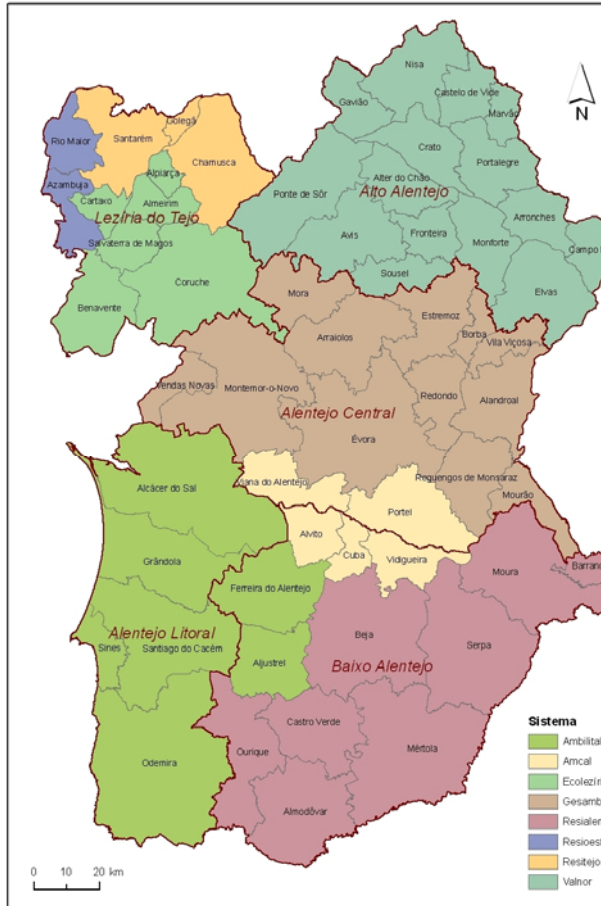 Nisa
Castelo de Vide
Gavião
Marvão
N
Golegã
Rio Maior
Santarém
Crato
Chamusca
Portalegre
Alpiarça
Alter do Chão
Azambuja
Ponte de Sôr
Alto Alentejo
Cartaxo
Almeirim
Lezíria do Tejo
Arronches
Avis
Fronteira
Monforte
Campo
Salvaterra de Magos
Sousel
Coruche
Elvas
Mora
Benavente
Estremoz
Arraiolos
Borba
Vila Viçosa
Vendas Novas
Montemor-o-Novo
Redondo
Alandroal
Alentejo Central
Évora
Reguengos de Monsaraz
Viana do Alentejo
Alcácer do Sal
Mourão
Portel
Alvito
Cuba
Vidigueira
Grândola
Moura
Barranc
Ferreira do Alentejo
Alentejo Litoral
Beja
Sines
Santiago do Cacém
Serpa
Aljustrel
Baixo Alentejo
Castro Verde
Sistema
Ourique
Mértola
Ambilital
Odemira
Amcal
Ecolezíri
Almodôvar
Gesamb
Resialen
Resioest
Resitejo
Valnor
0 10 20 km